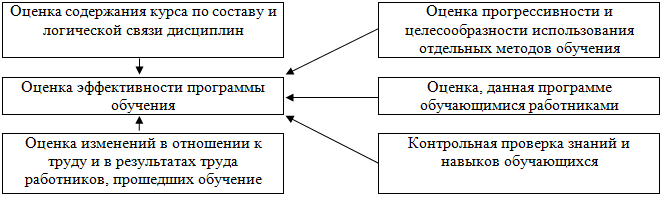 Оценка содержания курса по составу и
логической связи дисциплин
Оценка эффективности программы
обучения
Оценка изменений в отношении к
труду и в результатах труда
работников, прошедших обучение
Оценка прогрессивности и
целесообразности использования
отдельных методов обучения
Оценка, данная программе
обучающимися работниками
Контрольная проверка знаний и
навыков обучающихся